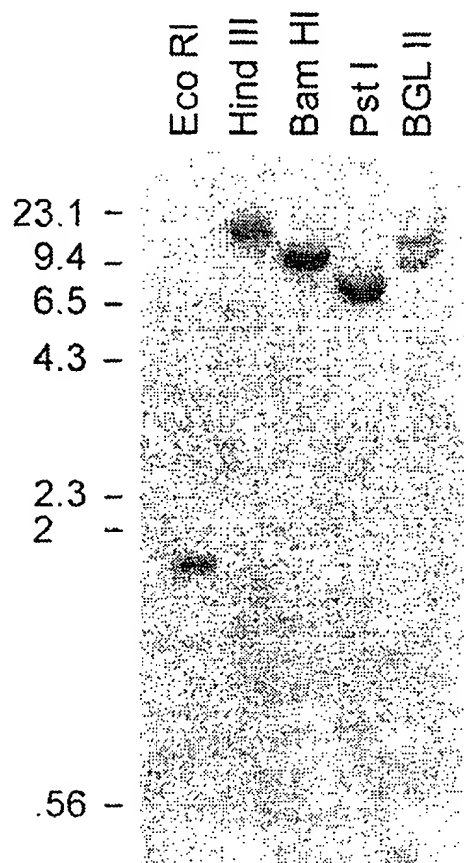 Eco RI
Hind III
Bam HI
Pst I
BGL II
23.1 –
9.4 –
6.5 –
4.3 –
2.3 –
2 –
.56 –